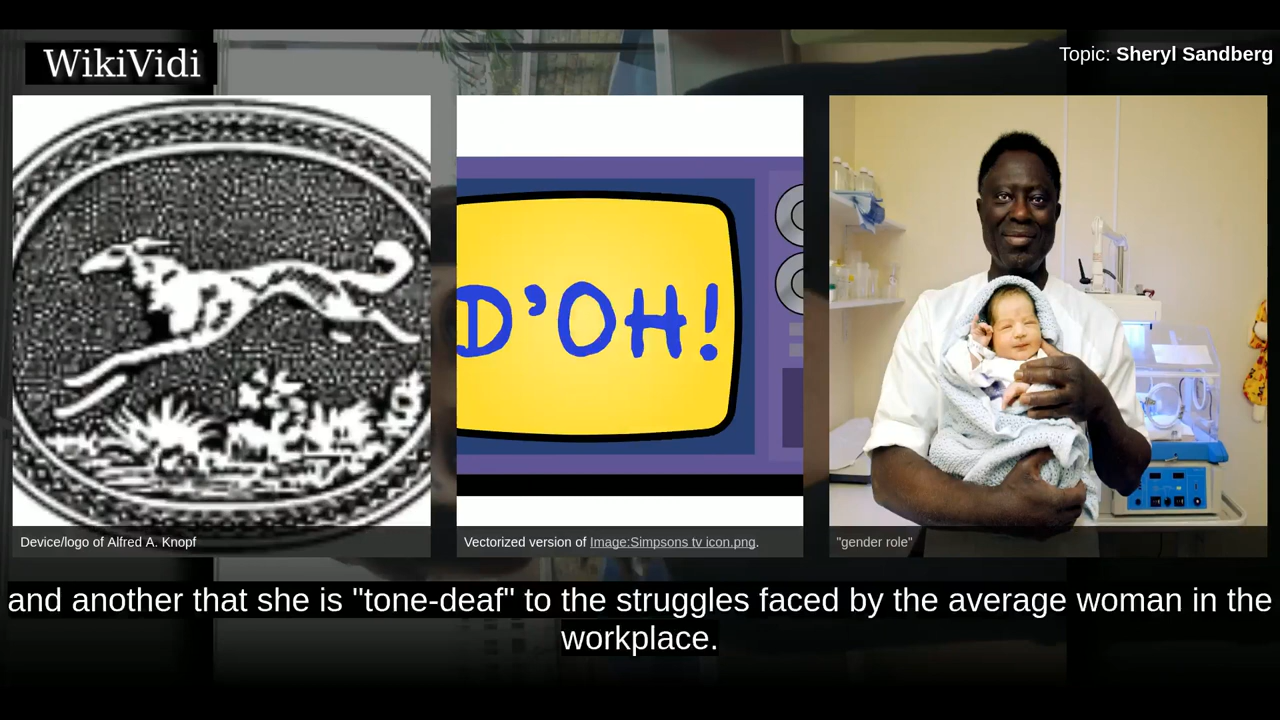 WikiVidi
Topic: Sheryl Sandberg
D'OH!
Device/logo of Alfred A. Knopf
Vectorized version of Image:Simpsons tv icon.png.
"gender role"
and another that she is "tone-deaf" to the struggles faced by the average woman in the
workplace.